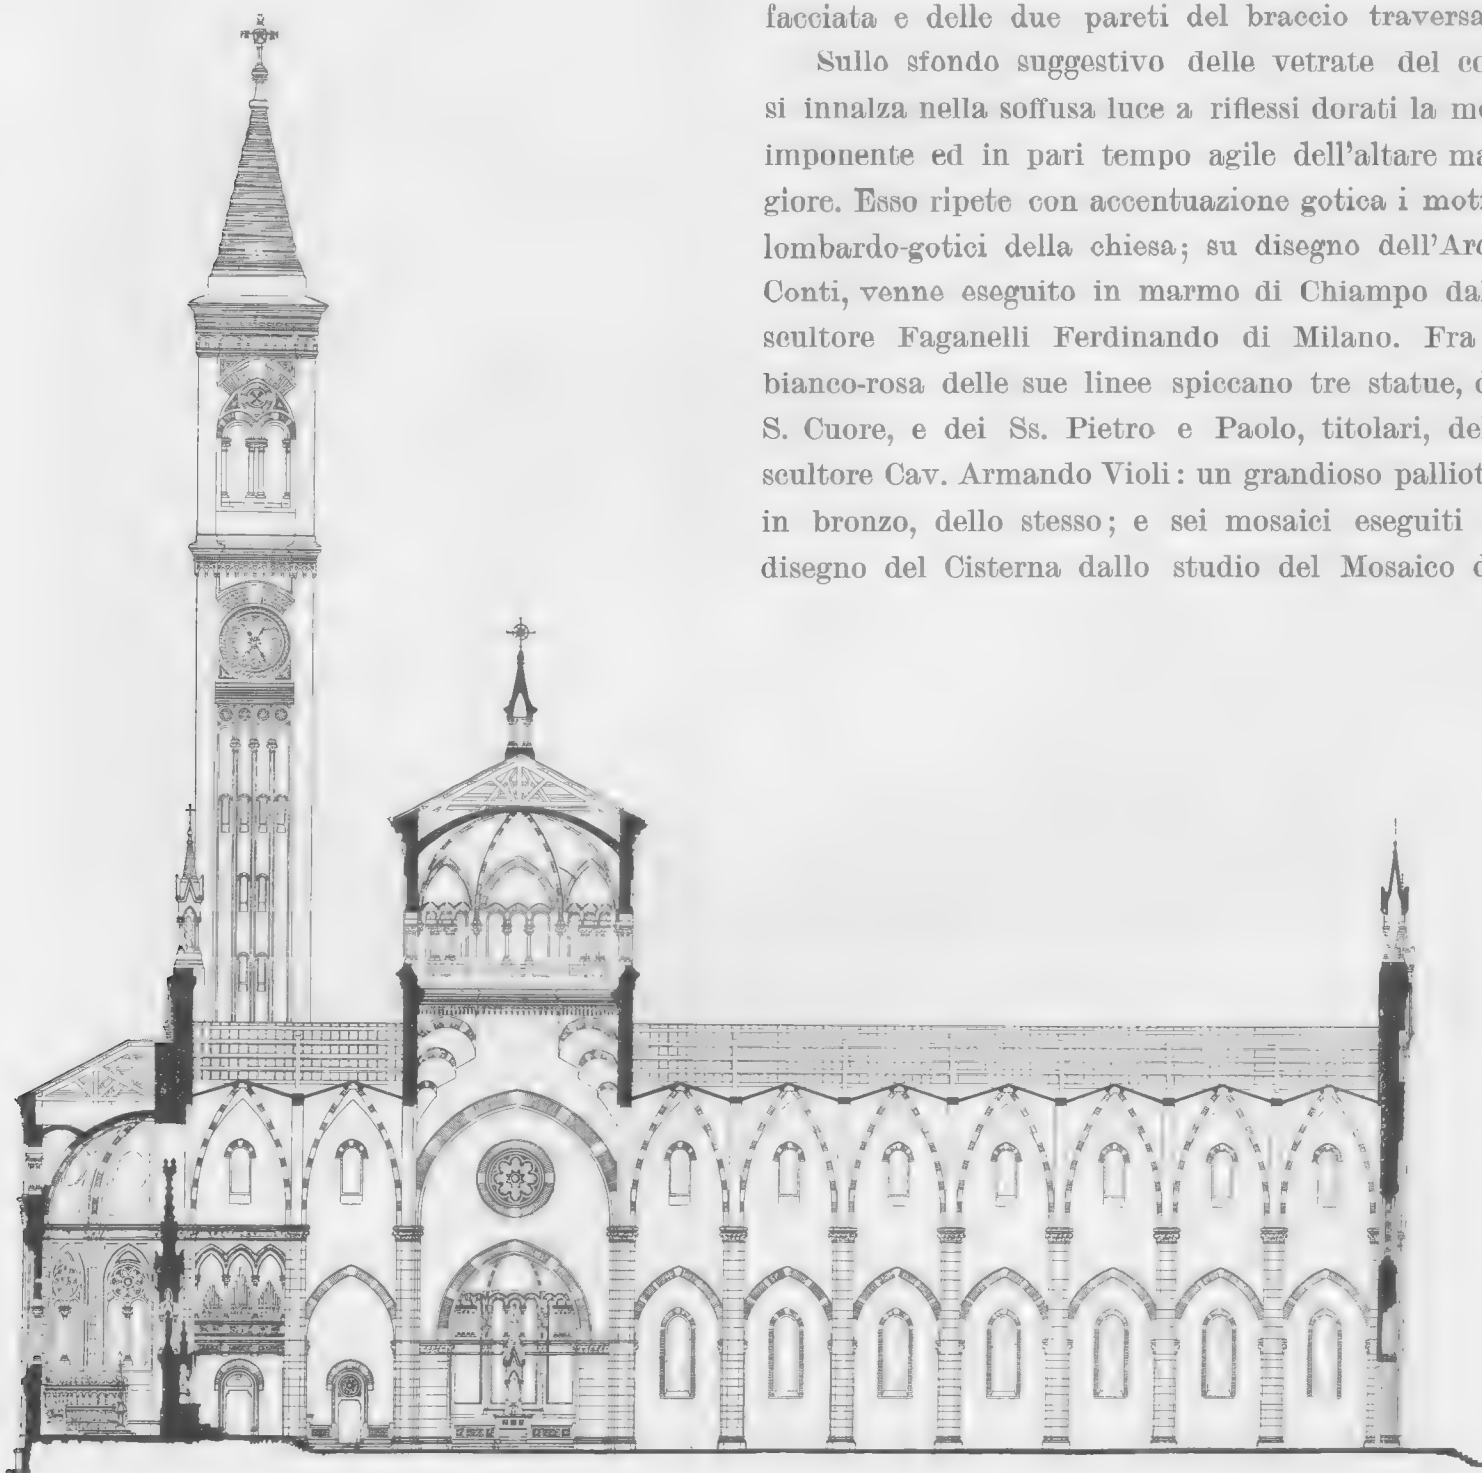 facciata e delle due pareti del braccio traversa
Sullo sfondo suggestivo delle vetrate del co
si innalza nella soffusa luce a riflessi dorati la mo
imponente ed in pari tempo agile dell'altare ma
giore. Esso ripete con accentuazione gotica i moti
lombardo-gotici della chiesa; su disegno dell'Arc
Conti, venne eseguito in marmo di Chiampo dal
scultore Faganelli Ferdinando di Milano. Fra
bianco-rosa delle sue linee spiccano tre statue, d
S. Cuore, e dei Ss. Pietro e Paolo, titolari, de
scultore Cav. Armando Violi: un grandioso palliot
in bronzo, dello stesso; e sei mosaici eseguiti
disegno del Cisterna dallo studio del Mosaico d